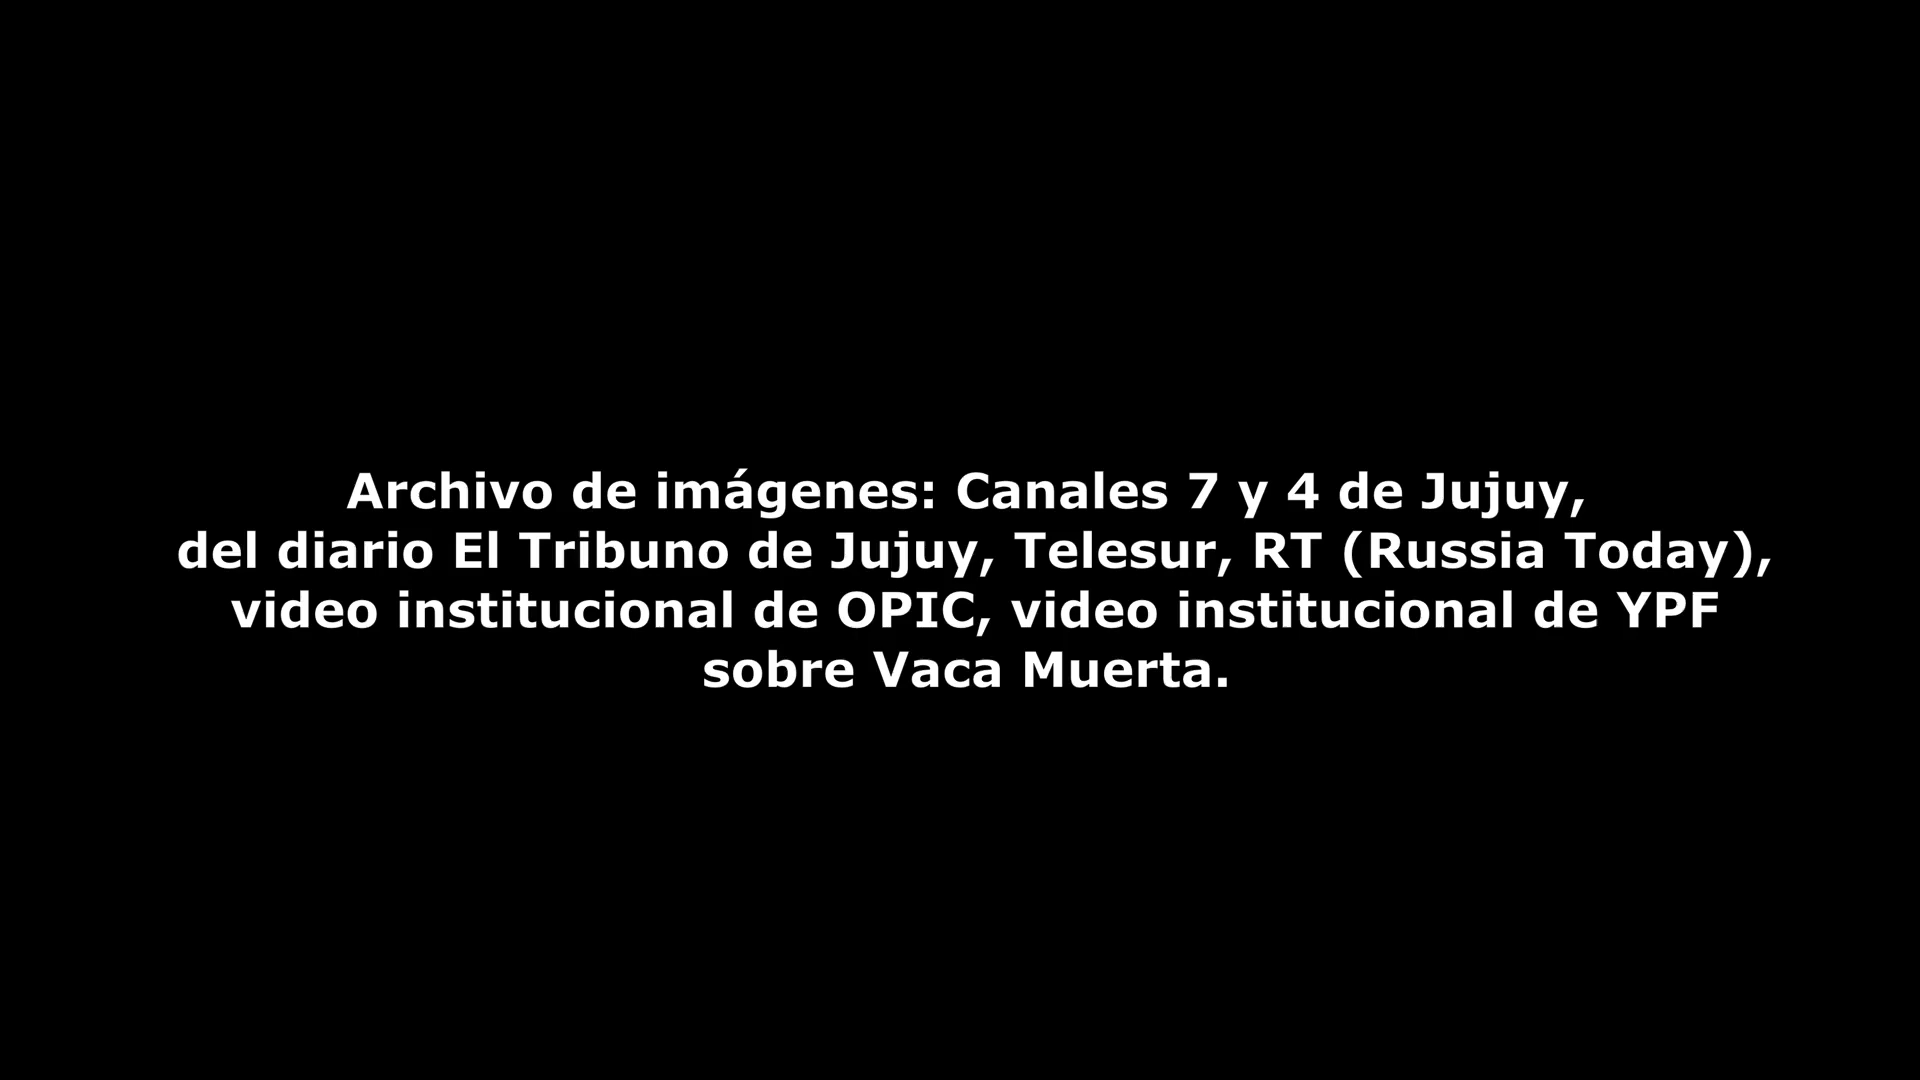 Archivo de imágenes: Canales 7 y 4 de Jujuy,
del diario El Tribuno de Jujuy, Telesur, RT (Russia Today),
video institucional de OPIC, video institucional de YPF
sobre Vaca Muerta.